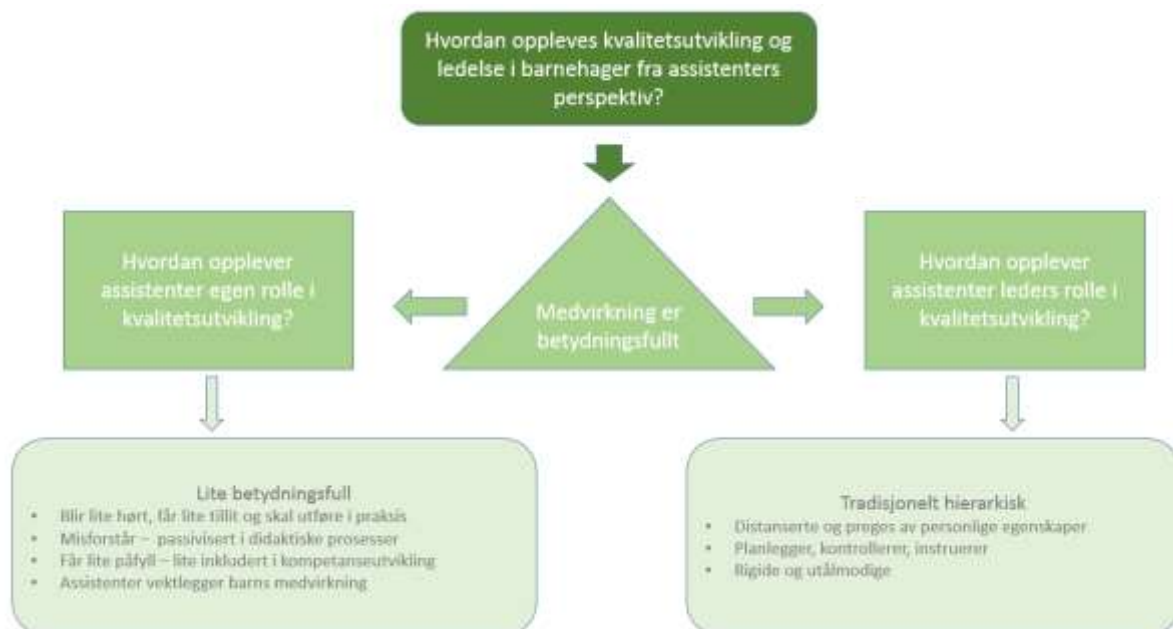 Hvordan oppleves kvalitetsutvikling og
ledelse i barnehager fra assistenters
perspektiv?
Hvordan opplever
assistenter egen rolle i
kvalitetsutvikling?
Medvirkning er
betydningsfullt
Hvordan opplever
assistenter leders rolle i
kvalitetsutvikling?
Lite betydningsfull
• Blir lite hørt, får lite tillit og skal utføre i praksis
• Misforstår – passivisert i didaktiske prosesser
• Får lite påfyll – lite inkludert i kompetanseutvikling
• Assistenter vektlegger barns medvirkning
Tradisjonelt hierarkisk
• Distanserte og preges av personlige egenskaper
• Planlegger, kontrollerer, instruerer
• Rigide og utålmodige